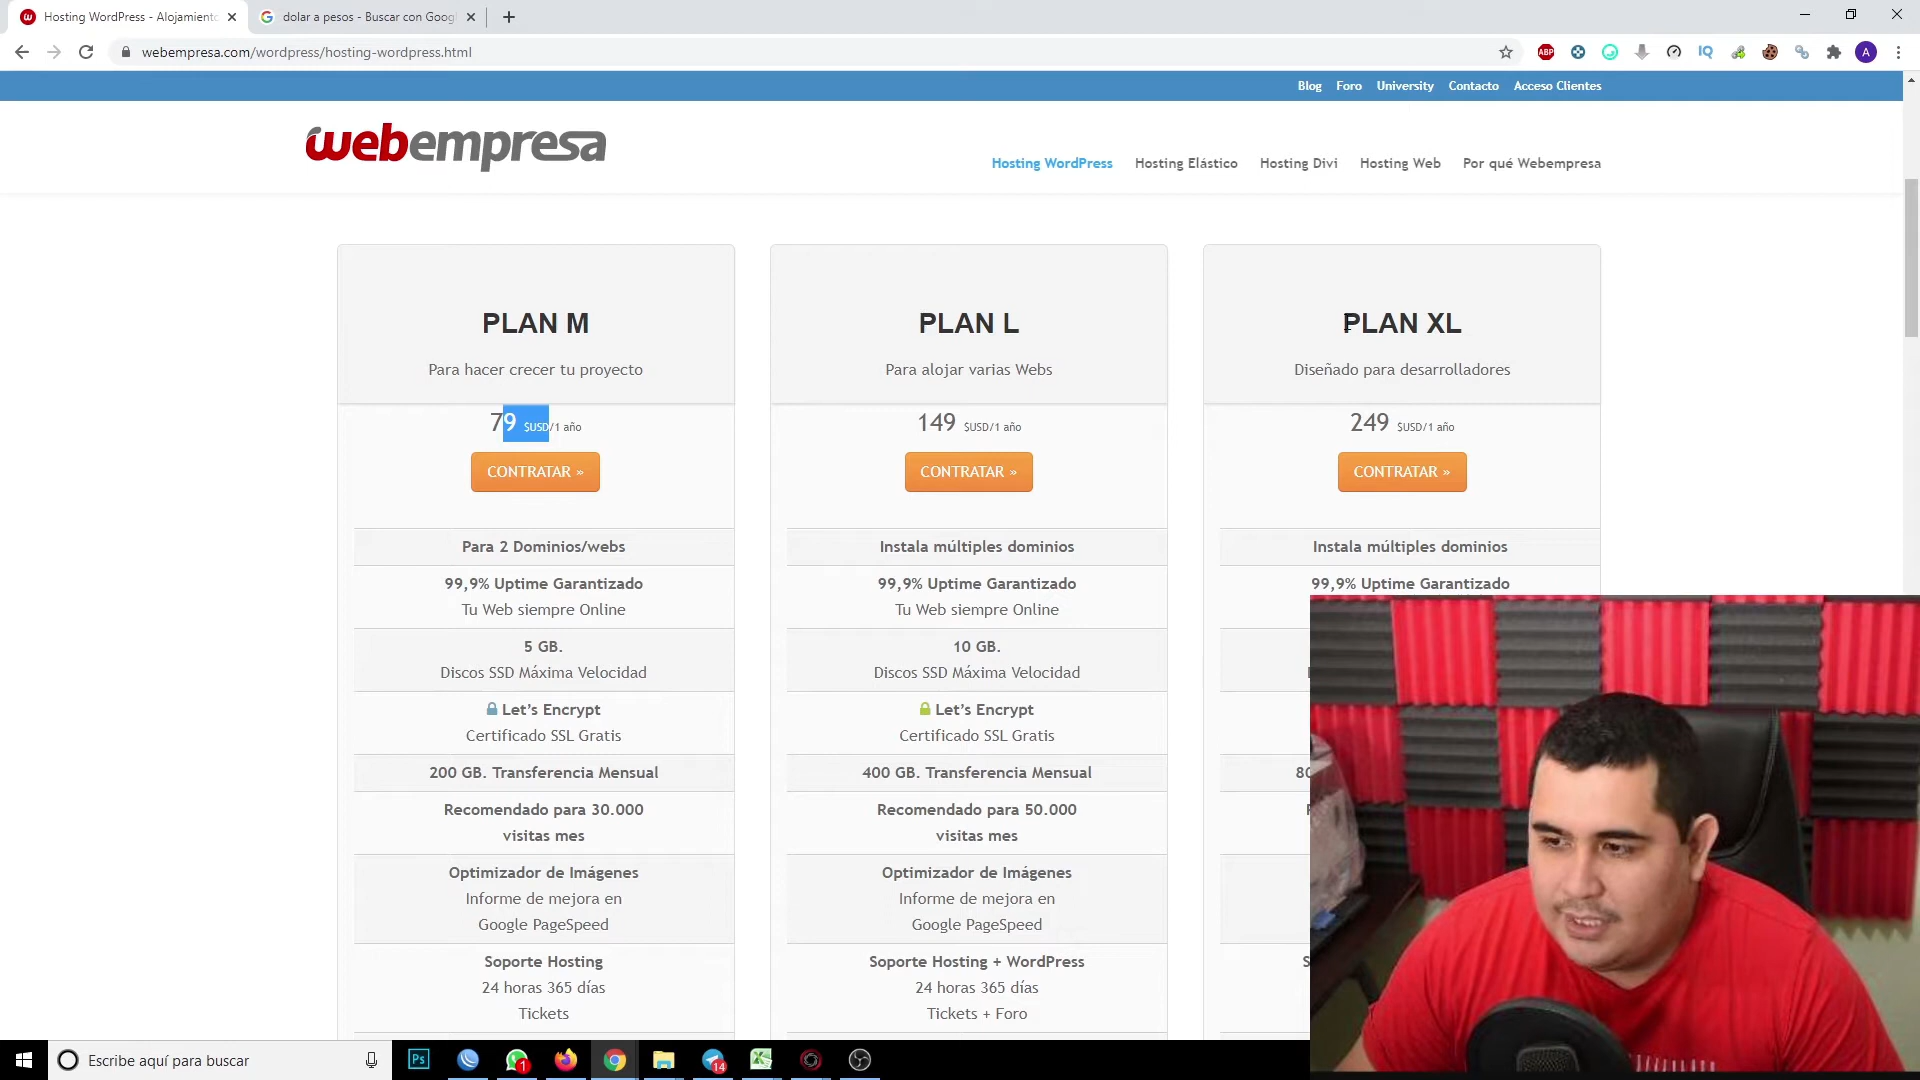 Hosting WordPress - Alojamiento
dolar a pesos - Buscar con Goog
webempresa.com/wordpress/hosting-wordpress.html
ABP
IQ
A
Blog Foro University Contacto Acceso Clientes
webempresa
Hosting WordPress Hosting Elástico Hosting Divi Hosting Web Por qué Webempresa
PLAN M
Para hacer crecer tu proyecto
79 $USD/1 año
CONTRATAR »
Para 2 Dominios/webs
99,9% Uptime Garantizado
Tu Web siempre Online
5 GB.
Discos SSD Máxima Velocidad
Let's Encrypt
Certificado SSL Gratis
200 GB. Transferencia Mensual
Recomendado para 30.000
visitas mes
Optimizador de Imágenes
Informe de mejora en
Google PageSpeed
Soporte Hosting
24 horas 365 días
Tickets
PLAN L
Para alojar varias Webs
149 $USD/1 año
CONTRATAR »
Instala múltiples dominios
99,9% Uptime Garantizado
Tu Web siempre Online
10 GB.
Discos SSD Máxima Velocidad
Let's Encrypt
Certificado SSL Gratis
400 GB. Transferencia Mensual
Recomendado para 50.000
visitas mes
Optimizador de Imágenes
Informe de mejora en
Google PageSpeed
Soporte Hosting + WordPress
24 horas 365 días
Tickets + Foro
PLAN XL
Diseñado para desarrolladores
249 $USD/1 año
CONTRATAR »
Instala múltiples dominios
99,9% Uptime Garantizado
Escribe aquí para buscar
Ps
1
14